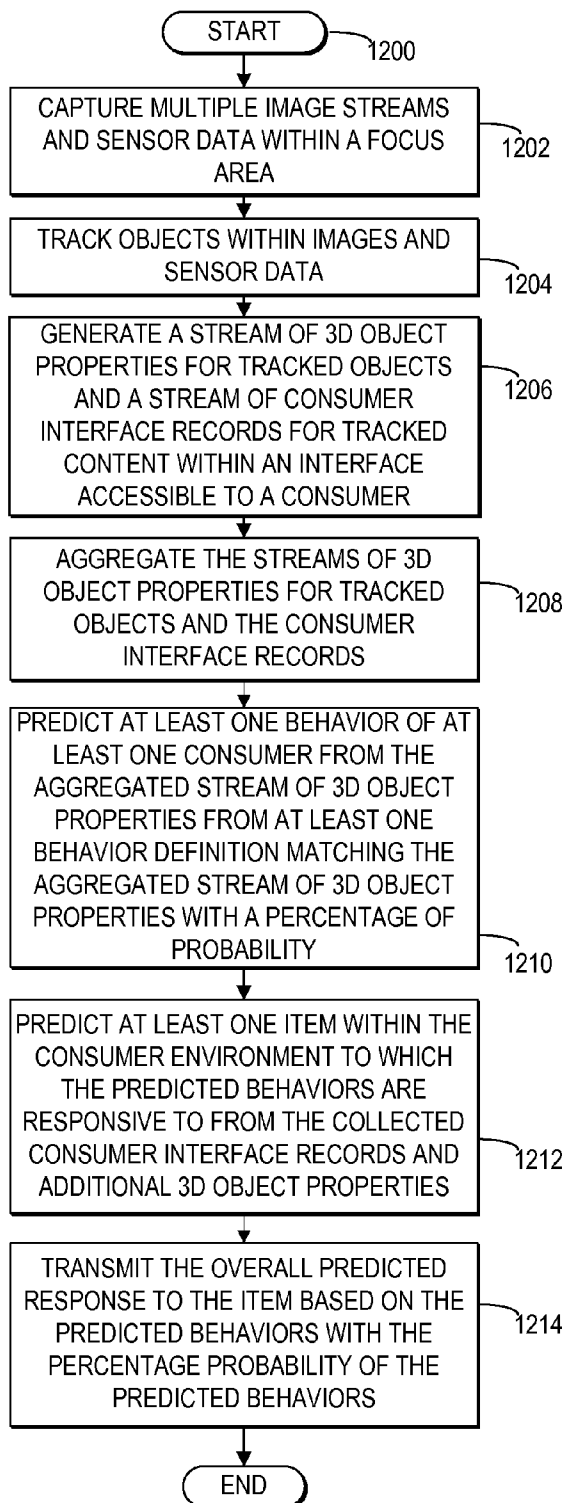 START
1200
CAPTURE MULTIPLE IMAGE STREAMS
AND SENSOR DATA WITHIN A FOCUS
AREA
1202
TRACK OBJECTS WITHIN IMAGES AND
SENSOR DATA
1204
GENERATE A STREAM OF 3D OBJECT
PROPERTIES FOR TRACKED OBJECTS
AND A STREAM OF CONSUMER
INTERFACE RECORDS FOR TRACKED
CONTENT WITHIN AN INTERFACE
ACCESSIBLE TO A CONSUMER
1206
AGGREGATE THE STREAMS OF 3D
OBJECT PROPERTIES FOR TRACKED
OBJECTS AND THE CONSUMER
INTERFACE RECORDS
1208
PREDICT AT LEAST ONE BEHAVIOR OF AT
LEAST ONE CONSUMER FROM THE
AGGREGATED STREAM OF 3D OBJECT
PROPERTIES FROM AT LEAST ONE
BEHAVIOR DEFINITION MATCHING THE
AGGREGATED STREAM OF 3D OBJECT
PROPERTIES WITH A PERCENTAGE OF
PROBABILITY
1210
PREDICT AT LEAST ONE ITEM WITHIN THE
CONSUMER ENVIRONMENT TO WHICH
THE PREDICTED BEHAVIORS ARE
RESPONSIVE TO FROM THE COLLECTED
CONSUMER INTERFACE RECORDS AND
ADDITIONAL 3D OBJECT PROPERTIES
1212
TRANSMIT THE OVERALL PREDICTED
RESPONSE TO THE ITEM BASED ON THE
PREDICTED BEHAVIORS WITH THE
PERCENTAGE PROBABILITY OF THE
PREDICTED BEHAVIORS
1214
END